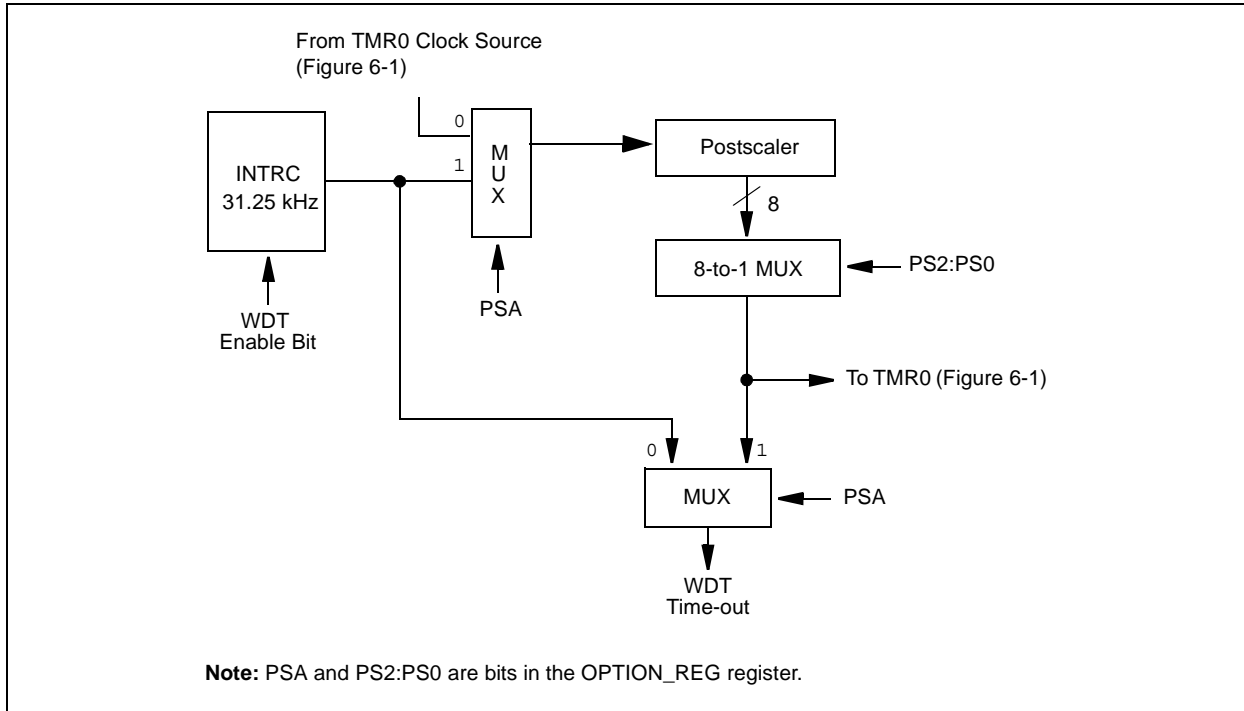 From TMR0 Clock Source
(Figure 6-1)
0
1
M
U
X
INTRC
31.25 kHz
Postscaler
8
8-to-1 MUX
PS2:PS0
PSA
WDT
Enable Bit
To TMR0 (Figure 6-1)
0
1
MUX
PSA
WDT
Time-out
Note: PSA and PS2:PS0 are bits in the OPTION_REG register.